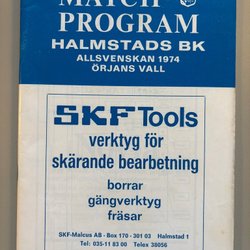 MATCH
PROGRAM
HALMSTADS BK
ALLSVENSKAN 1974
ÖRJANS VALL
SKF Tools
verktyg för
skärande bearbetning
borrar
gängverktyg
fräsar
SKF-Malcus AB · Box 170 · 301 03 Halmstad 1
Tel: 035-11 83 00 Telex 38056